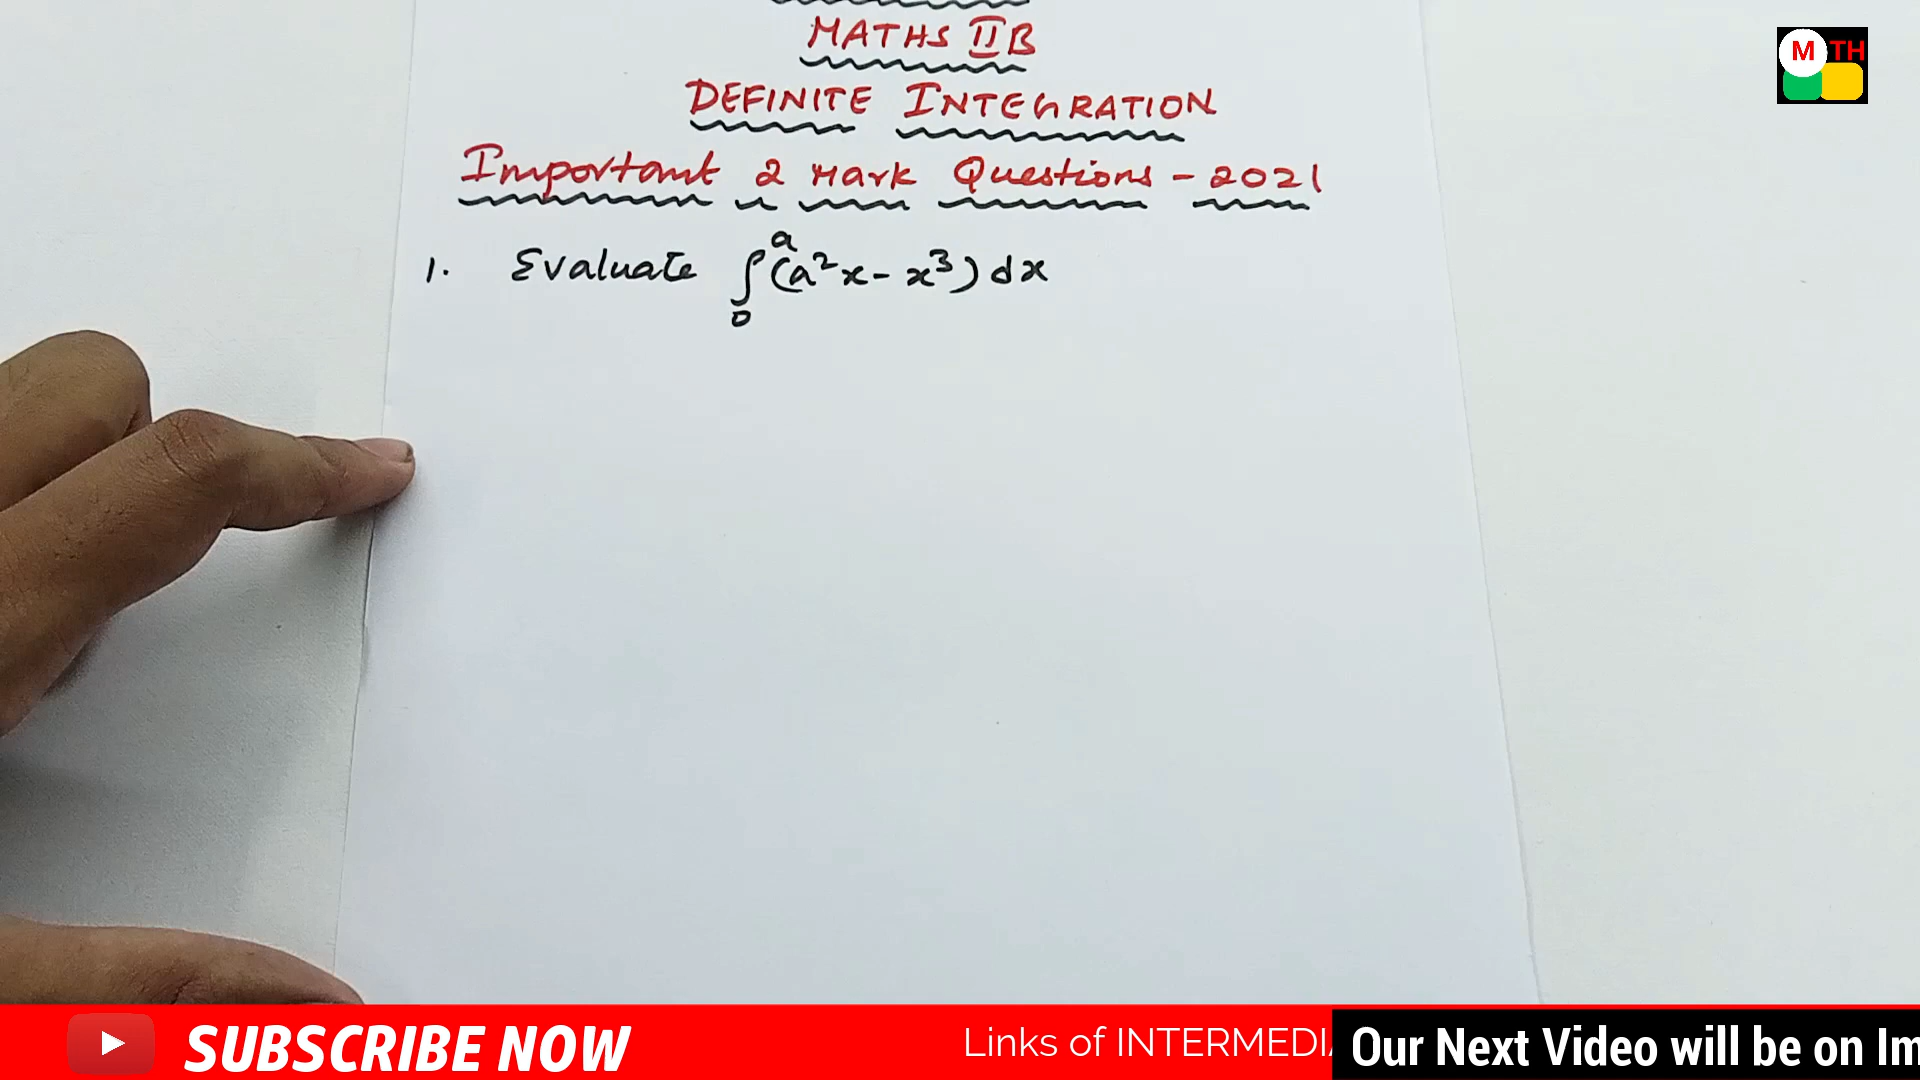 MATHS IIB
DEFINITE INTEGRATION
Important 2 Mark Questions - 2021
1. Evaluate ∫₀ᵃ (a²x - x³) dx
M TH
SUBSCRIBE NOW
Links of INTERMEDI
Our Next Video will be on Im